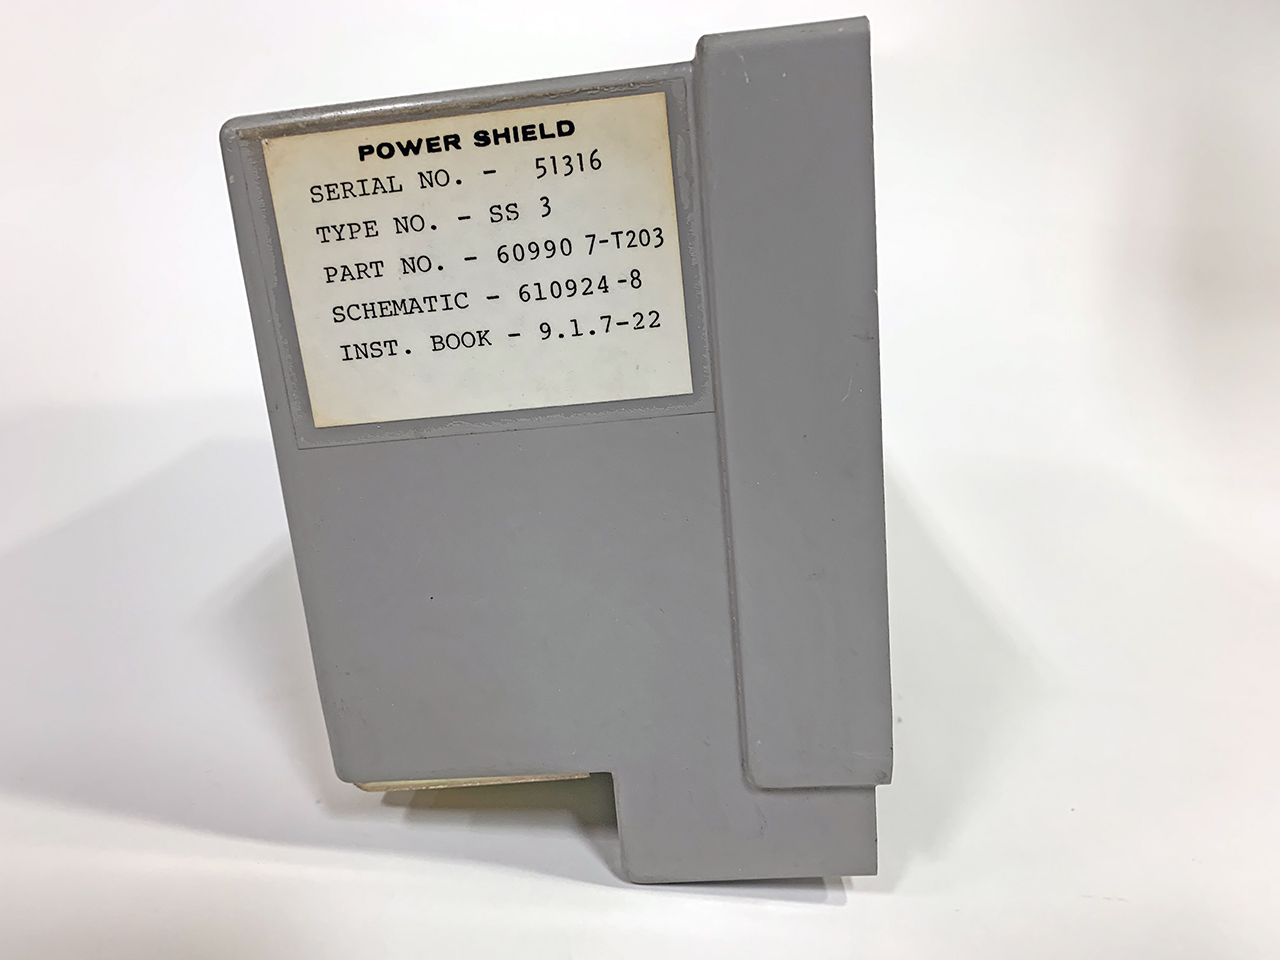 POWER SHIELD
SERIAL NO. - 51316
TYPE NO. - SS 3
PART NO. - 60990 7-T203
SCHEMATIC - 610924-8
INST. BOOK - 9.1.7-22